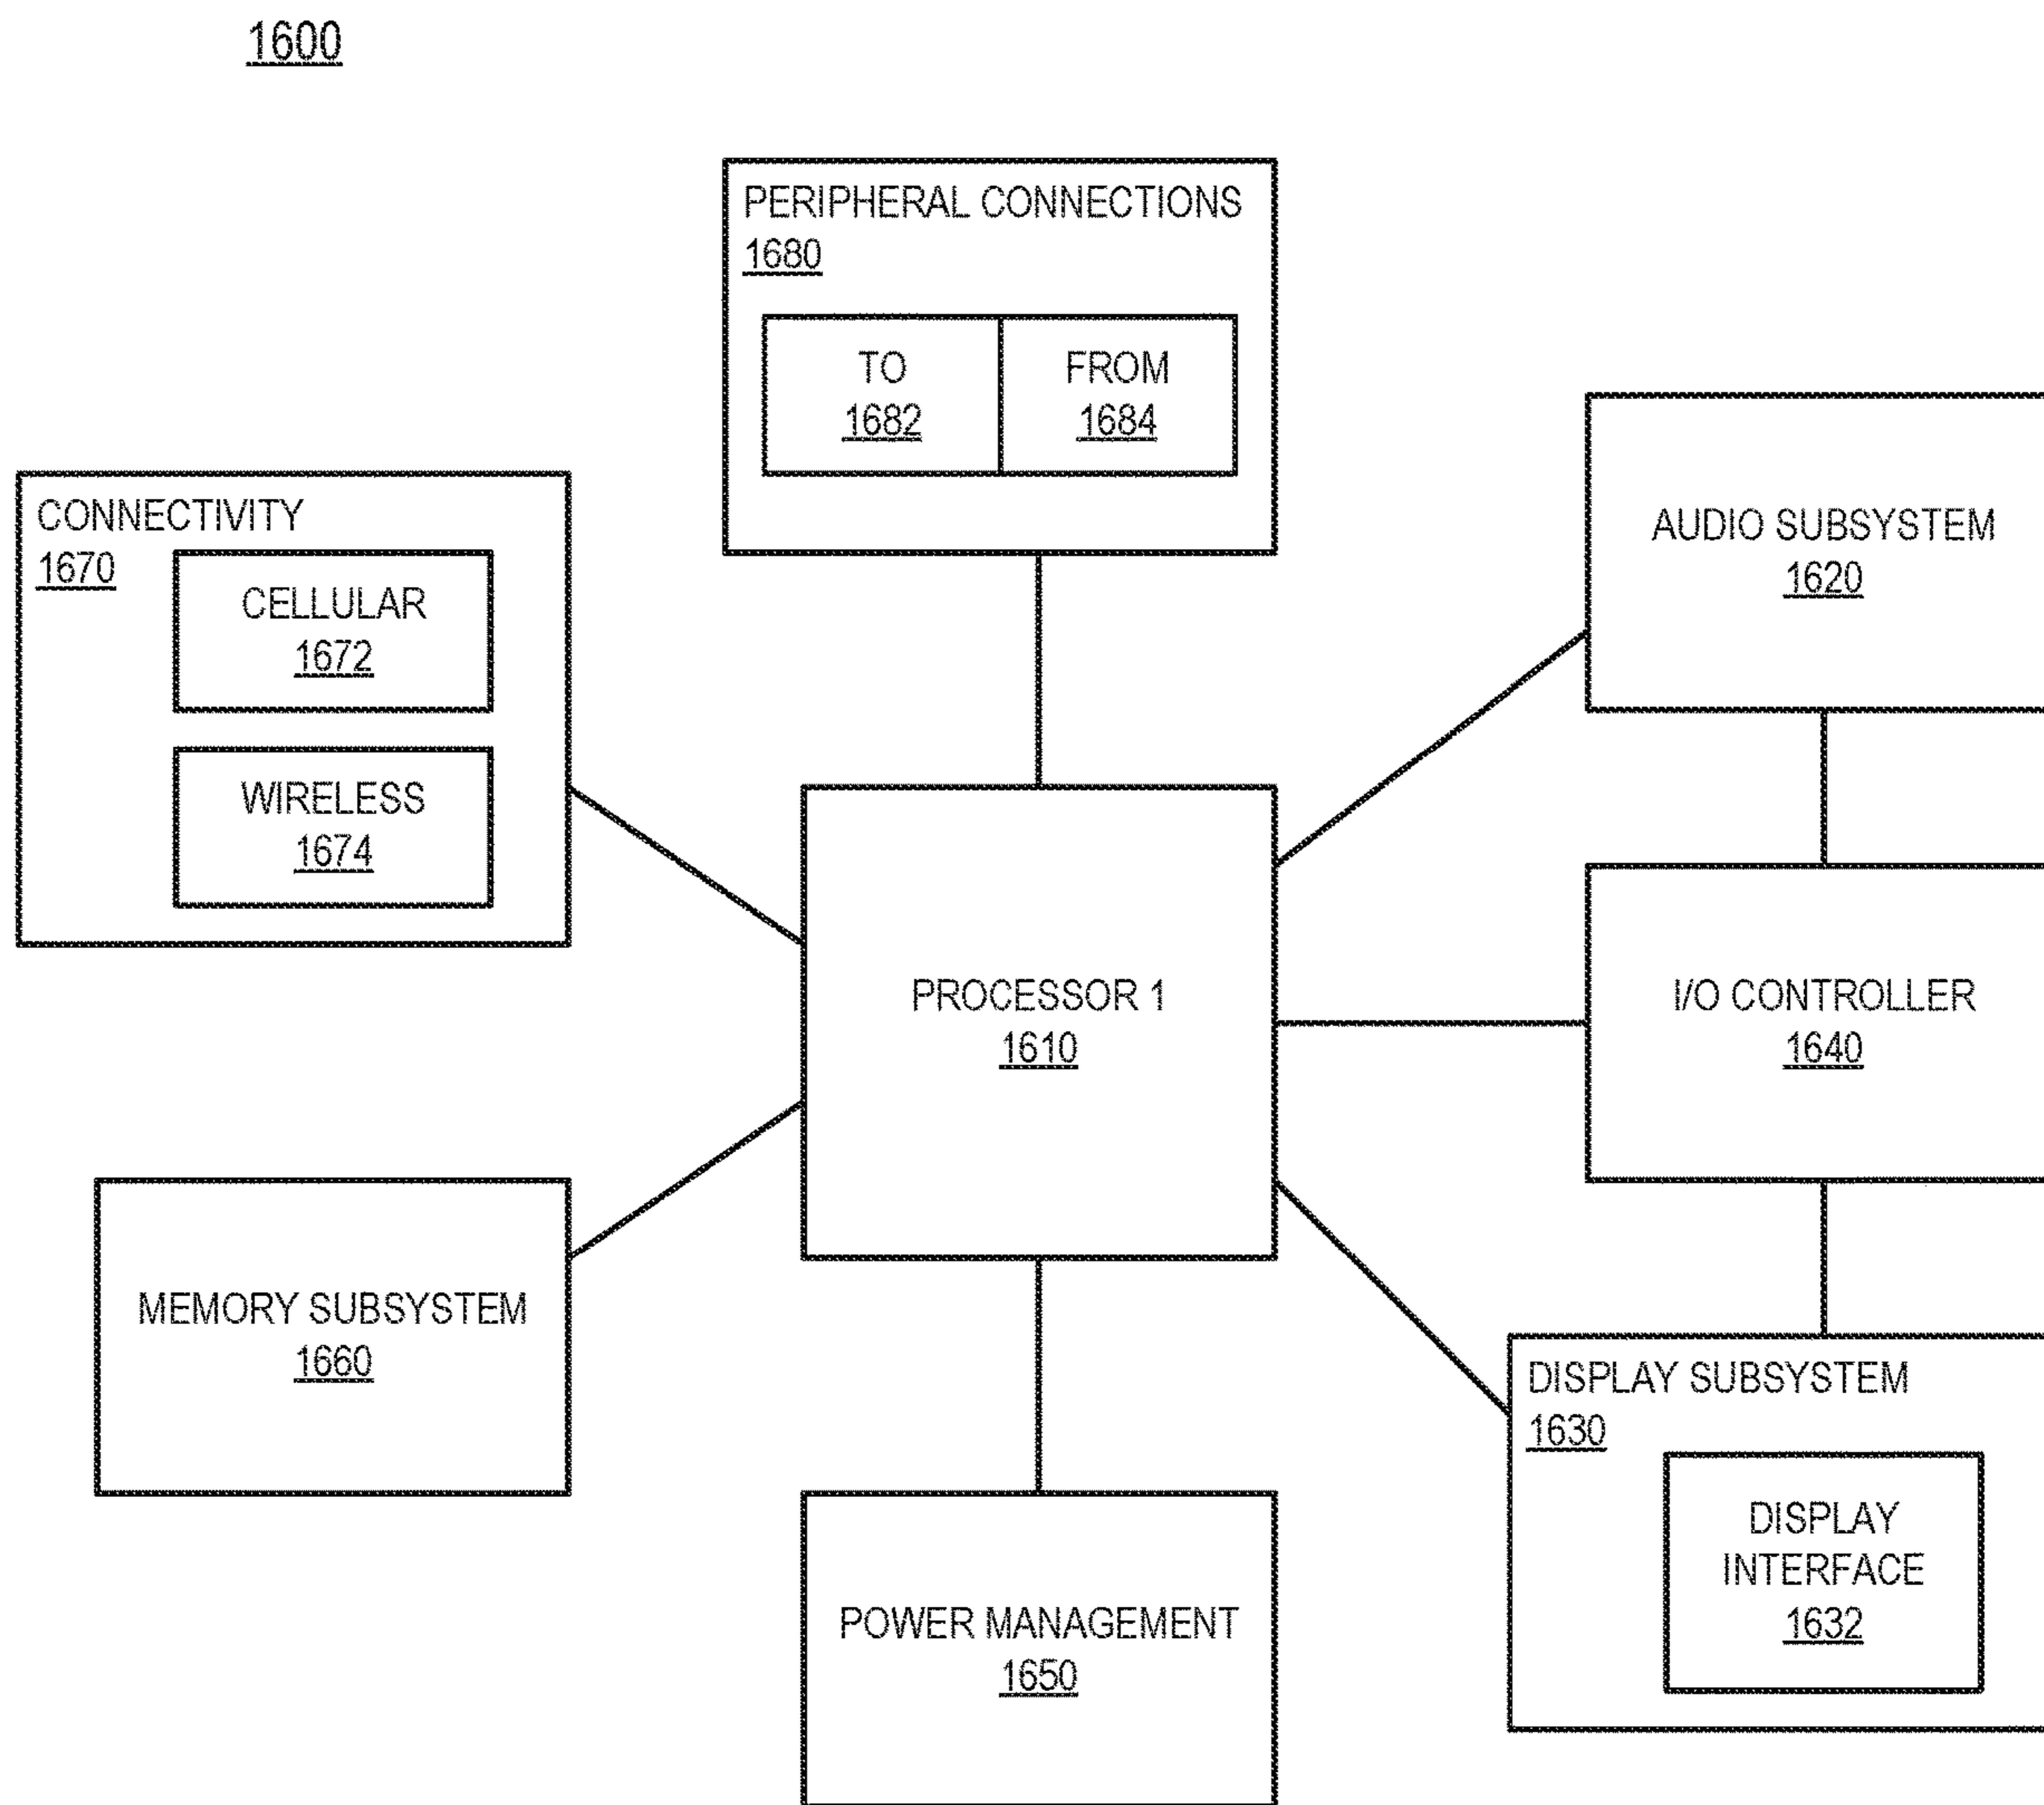 1600
PERIPHERAL CONNECTIONS
1680
TO
1682
FROM
1684
CONNECTIVITY
1670
CELLULAR
1672
WIRELESS
1674
AUDIO SUBSYSTEM
1620
PROCESSOR 1
1610
I/O CONTROLLER
1640
MEMORY SUBSYSTEM
1660
POWER MANAGEMENT
1650
DISPLAY SUBSYSTEM
1630
DISPLAY
INTERFACE
1632